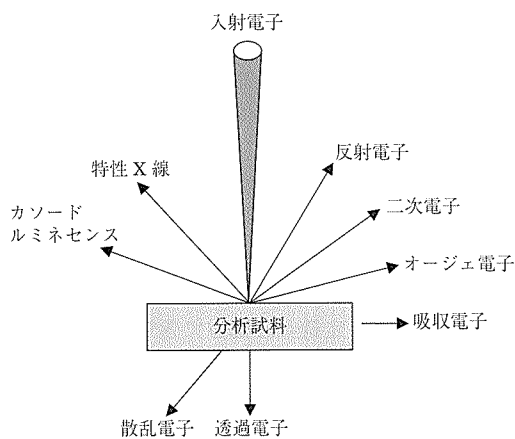 入射電子
反射電子
特性 X 線
二次電子
カソード
ルミネセンス
オージェ電子
分析試料
吸収電子
散乱電子
透過電子